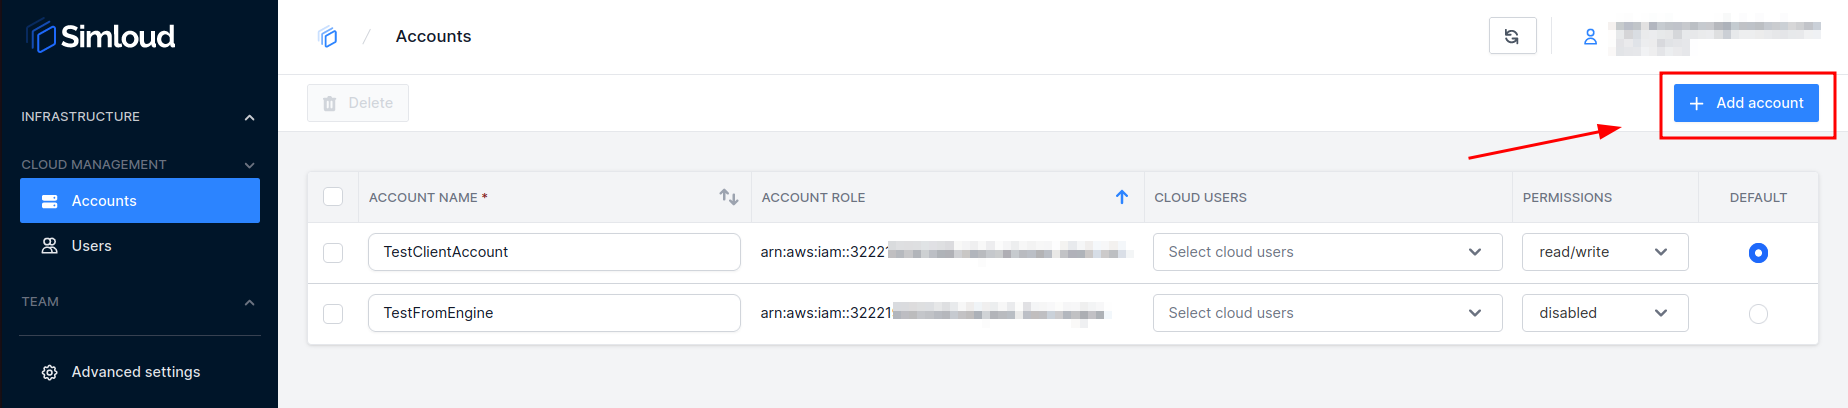 Simloud
/ Accounts
INFRASTRUCTURE
CLOUD MANAGEMENT
Accounts
Users
TEAM
Advanced settings
Delete
+ Add account
ACCOUNT NAME * ACCOUNT ROLE CLOUD USERS PERMISSIONS DEFAULT
TestClientAccount arn:aws:iam::3222 Select cloud users read/write
TestFromEngine arn:aws:iam::32221 Select cloud users disabled